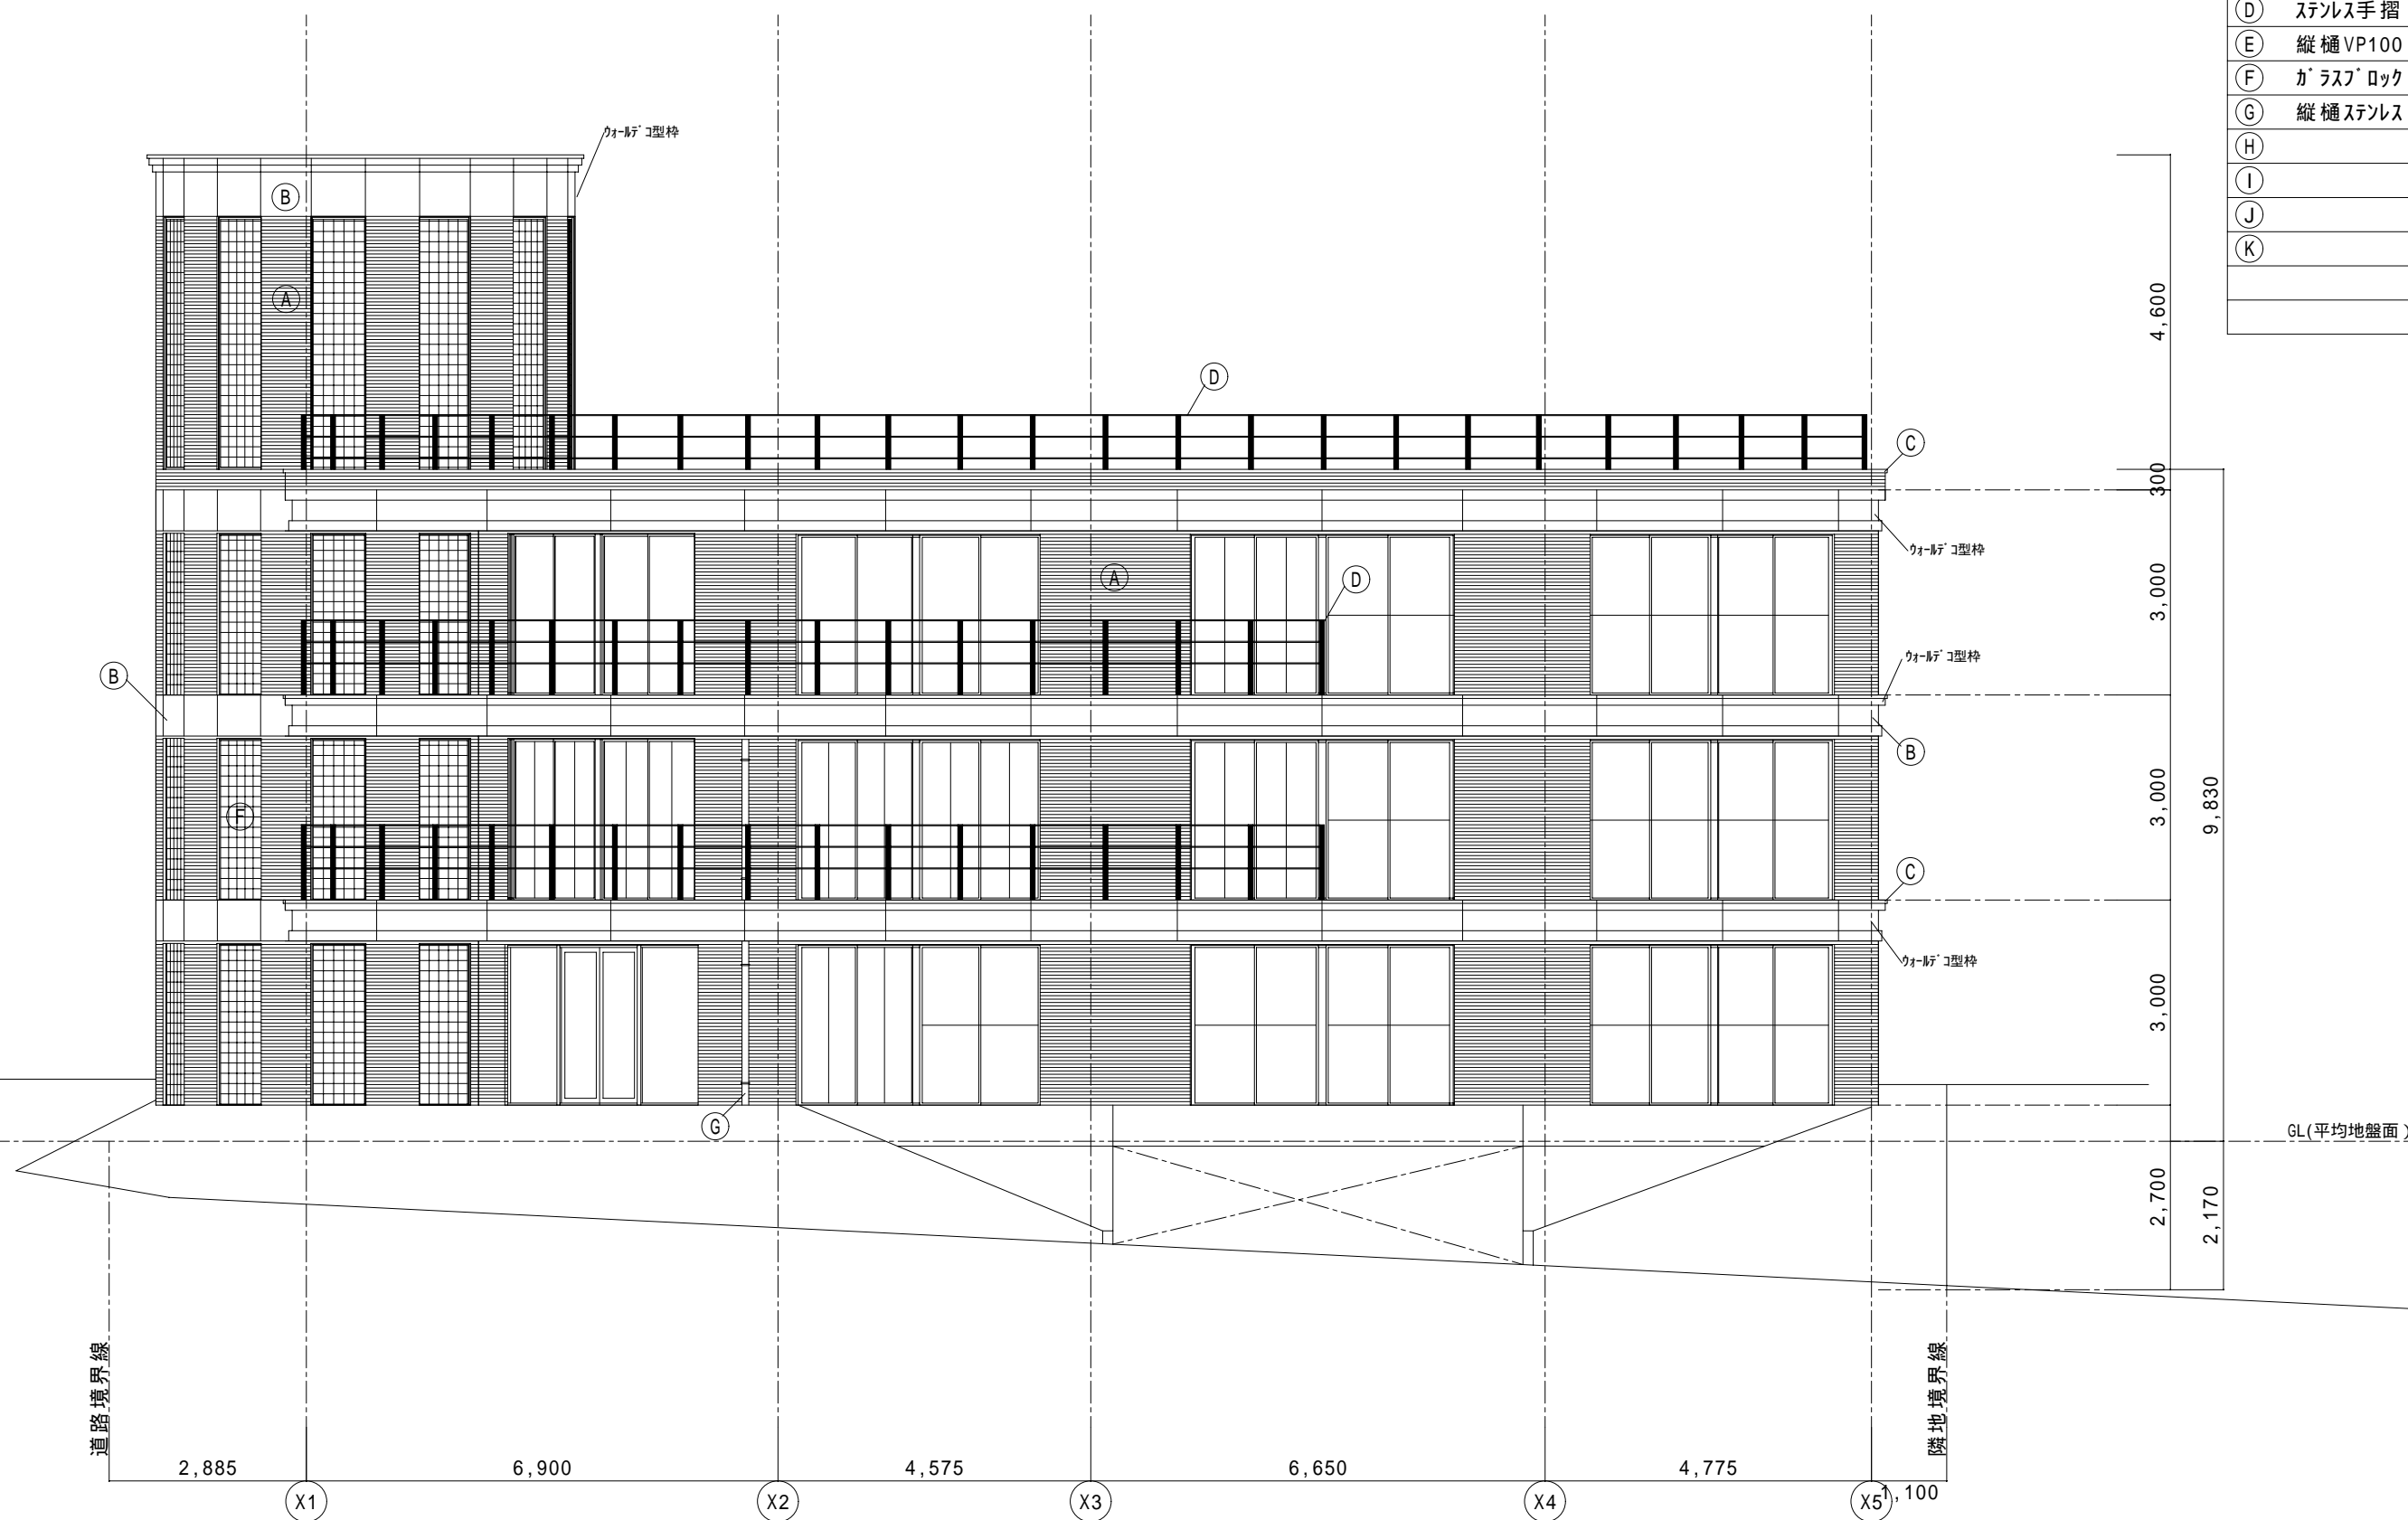 D ステンレス手摺
E 縦樋VP100
F ガラスブロック
G 縦樋ステンレス
H
I
J
K
ウォールデコ型枠
B
A
D
C
4,600
300
ウォールデコ型枠
A
D
3,000
ウォールデコ型枠
B
B
F
3,000
9,830
C
ウォールデコ型枠
3,000
G
GL(平均地盤面)
2,700
2,170
道路境界線
隣地境界線
2,885 6,900 4,575 6,650 4,775 1,100
X1 X2 X3 X4 X5